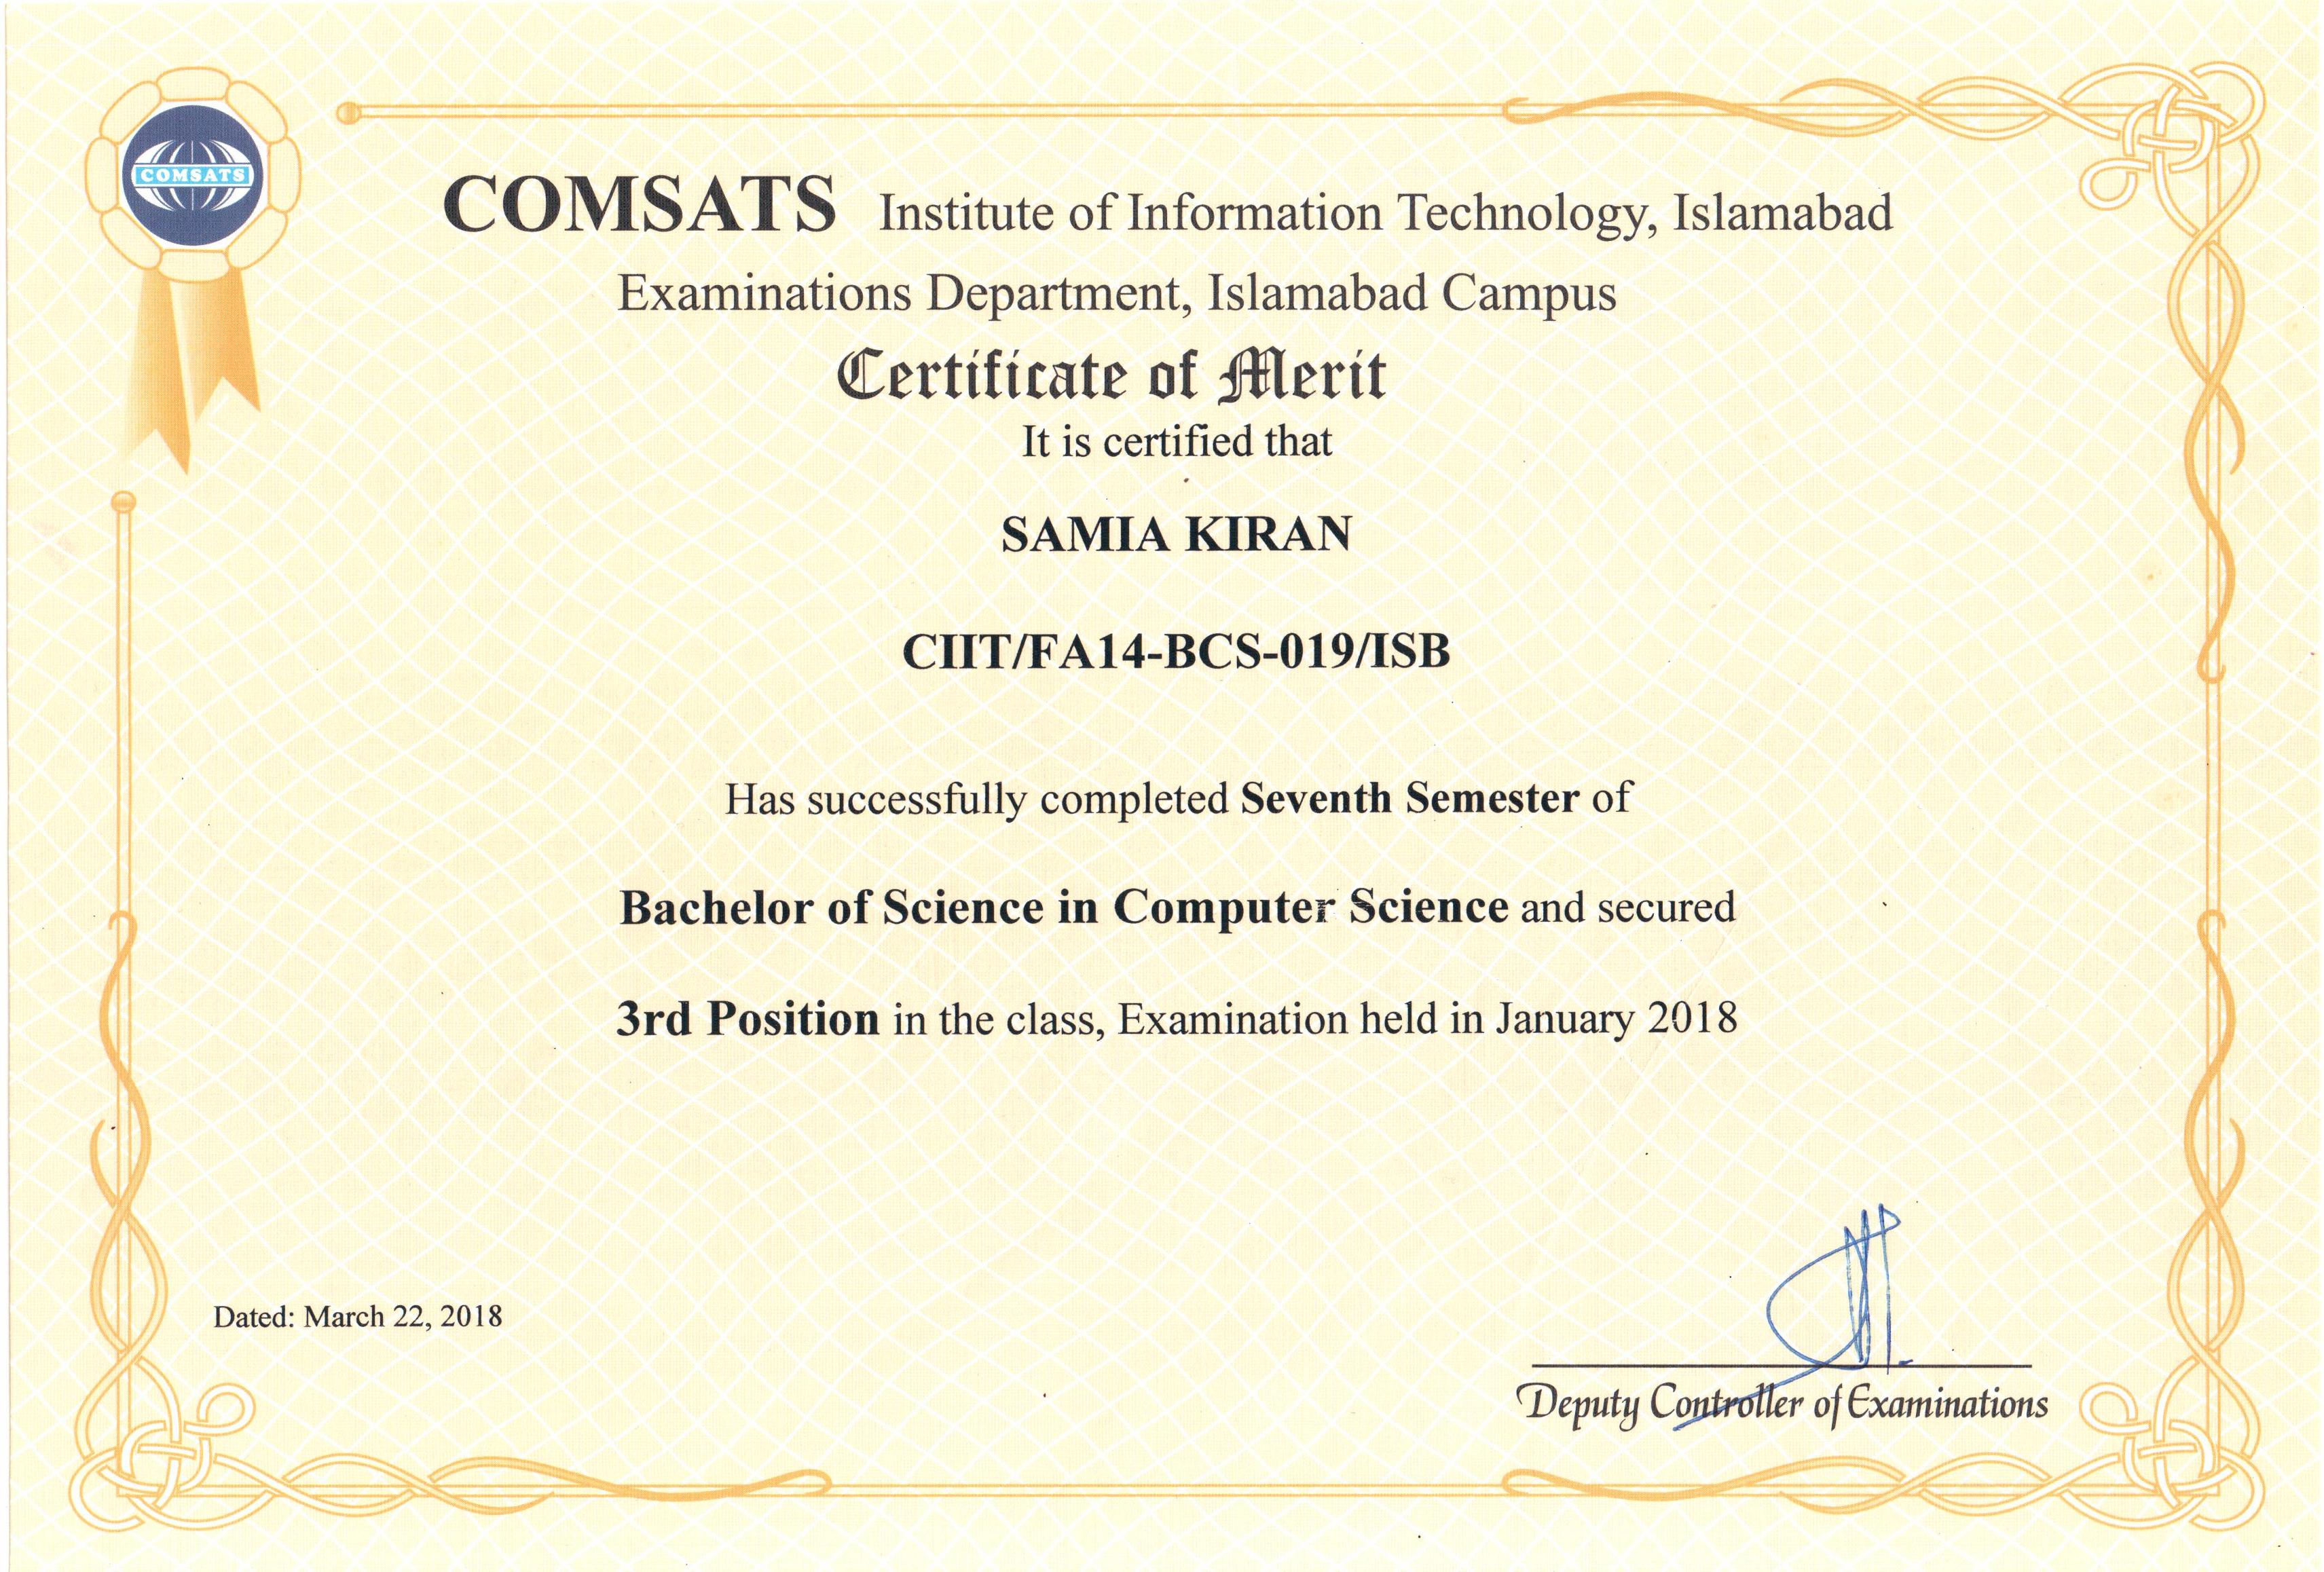 COMSATS
COMSATS Institute of Information Technology, Islamabad
Examinations Department, Islamabad Campus
Certificate of Merit
It is certified that
SAMIA KIRAN
CIIT/FA14-BCS-019/ISB
Has successfully completed Seventh Semester of
Bachelor of Science in Computer Science and secured
3rd Position in the class, Examination held in January 2018
Dated: March 22, 2018
Deputy Controller of Examinations